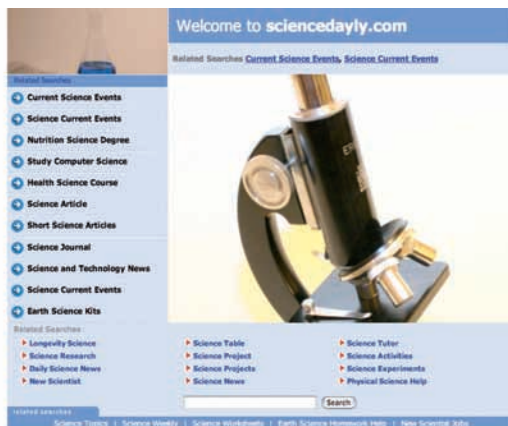 Welcome to sciencedayly.com
Related Searches Current Science Events, Science Current Events
Related Searches
Current Science Events
Science Current Events
Nutrition Science Degree
Study Computer Science
Health Science Course
Science Article
Short Science Articles
Science Journal
Science and Technology News
Science Current Events
Earth Science Kits
Related Searches
Longevity Science
Science Research
Daily Science News
New Scientist
Science Table
Science Project
Science Projects
Science News
Science Tutor
Science Activities
Science Experiments
Physical Science Help
Search
related searches
Science Topics | Science Weekly | Science Worksheets | Earth Science Homework Help | New Scientist Jobs